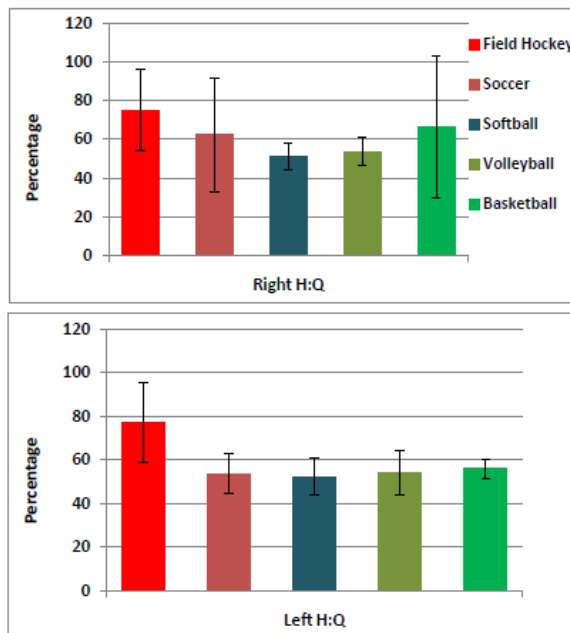 120
100
80
60
40
20
0
Percentage
Right H:Q
Field Hockey
Soccer
Softball
Volleyball
Basketball
120
100
80
60
40
20
0
Percentage
Left H:Q